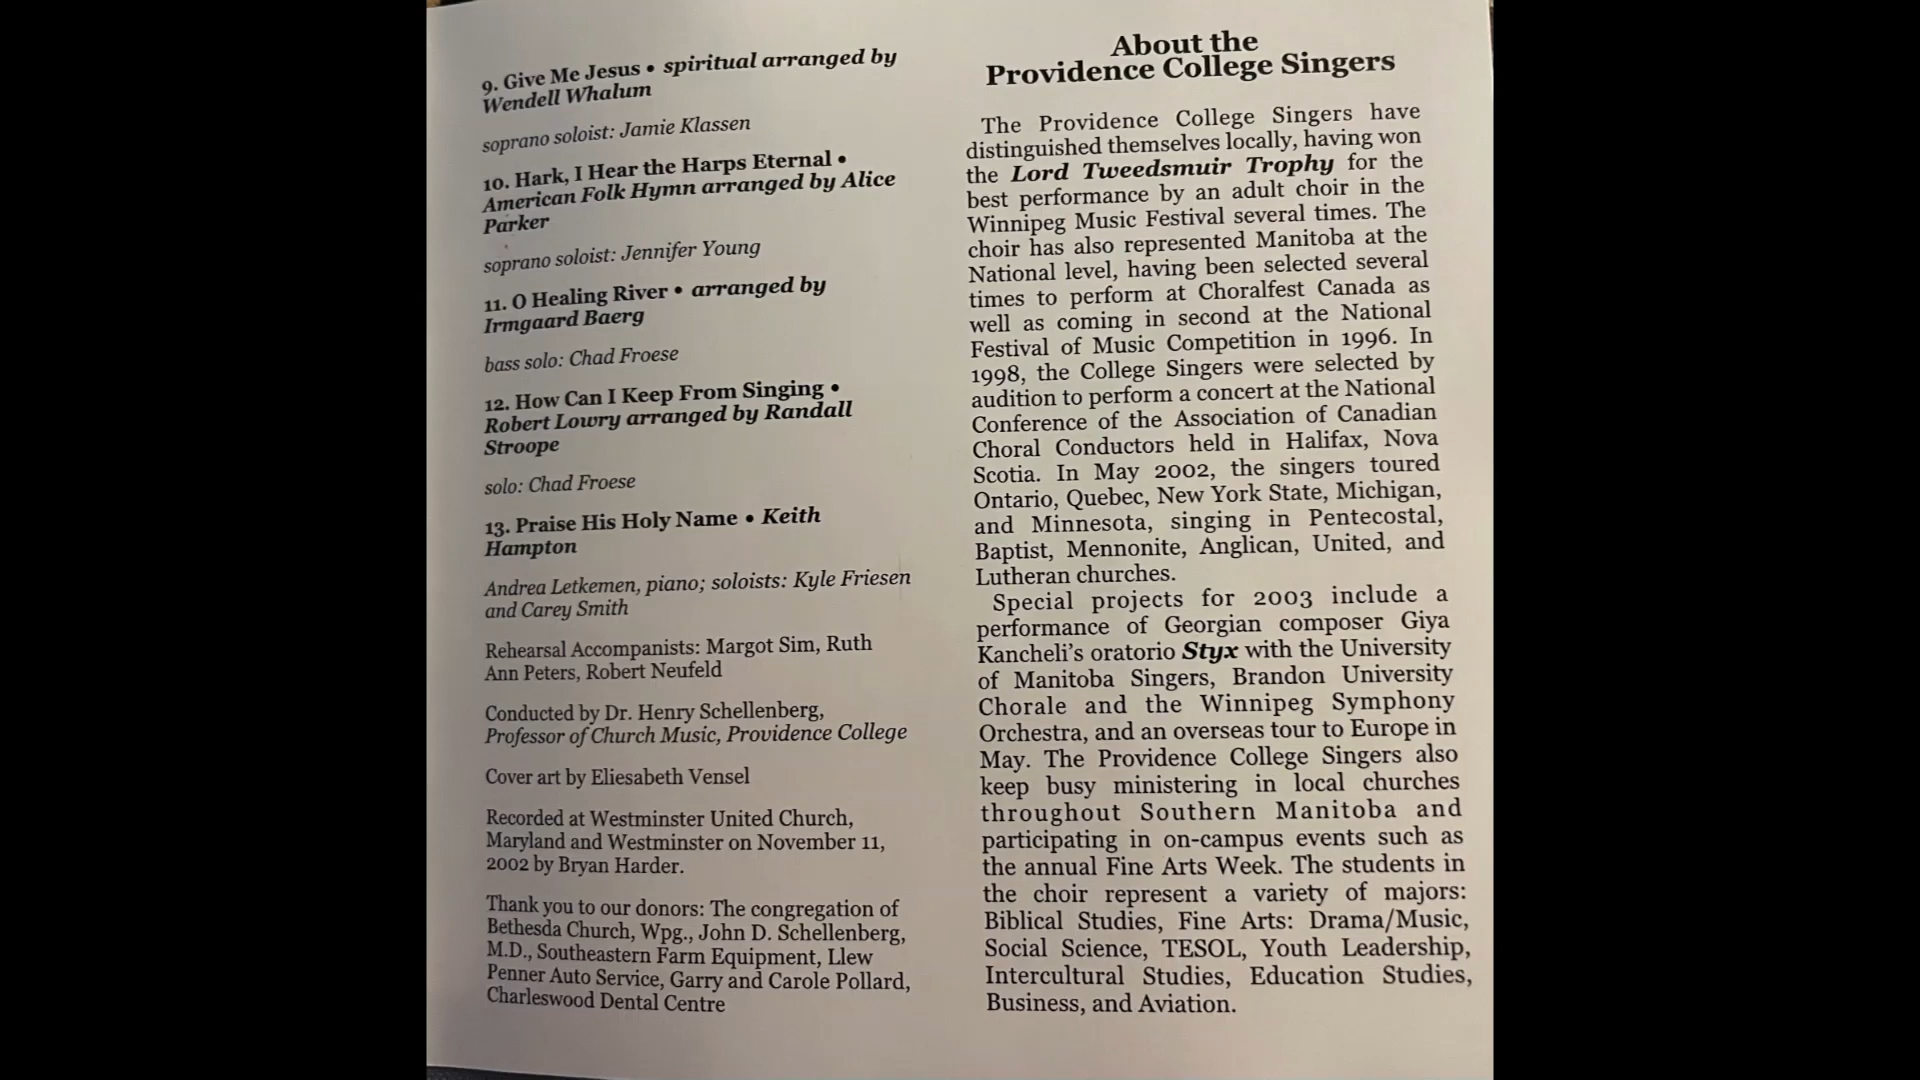 9. Give Me Jesus • spiritual arranged by
Wendell Whalum
soprano soloist: Jamie Klassen
10. Hark, I Hear the Harps Eternal •
American Folk Hymn arranged by Alice
Parker
soprano soloist: Jennifer Young
11. O Healing River • arranged by
Irmgaard Baerg
bass solo: Chad Froese
12. How Can I Keep From Singing •
Robert Lowry arranged by Randall
Stroope
solo: Chad Froese
13. Praise His Holy Name • Keith
Hampton
Andrea Letkemen, piano; soloists: Kyle Friesen
and Carey Smith
Rehearsal Accompanists: Margot Sim, Ruth
Ann Peters, Robert Neufeld
Conducted by Dr. Henry Schellenberg,
Professor of Church Music, Providence College
Cover art by Eliesabeth Vensel
Recorded at Westminster United Church,
Maryland and Westminster on November 11,
2002 by Bryan Harder.
Thank you to our donors: The congregation of
Bethesda Church, Wpg., John D. Schellenberg,
M.D., Southeastern Farm Equipment, Llew
Penner Auto Service, Garry and Carole Pollard,
Charleswood Dental Centre
About the
Providence College Singers
The Providence College Singers have
distinguished themselves locally, having won
the Lord Tweedsmuir Trophy for the
best performance by an adult choir in the
Winnipeg Music Festival several times. The
choir has also represented Manitoba at the
National level, having been selected several
times to perform at Choralfest Canada as
well as coming in second at the National
Festival of Music Competition in 1996. In
1998, the College Singers were selected by
audition to perform a concert at the National
Conference of the Association of Canadian
Choral Conductors held in Halifax, Nova
Scotia. In May 2002, the singers toured
Ontario, Quebec, New York State, Michigan,
and Minnesota, singing in Pentecostal,
Baptist, Mennonite, Anglican, United, and
Lutheran churches.
Special projects for 2003 include a
performance of Georgian composer Giya
Kancheli's oratorio Styx with the University
of Manitoba Singers, Brandon University
Chorale and the Winnipeg Symphony
Orchestra, and an overseas tour to Europe in
May. The Providence College Singers also
keep busy ministering in local churches
throughout Southern Manitoba and
participating in on-campus events such as
the annual Fine Arts Week. The students in
the choir represent a variety of majors:
Biblical Studies, Fine Arts: Drama/Music,
Social Science, TESOL, Youth Leadership,
Intercultural Studies, Education Studies,
Business, and Aviation.